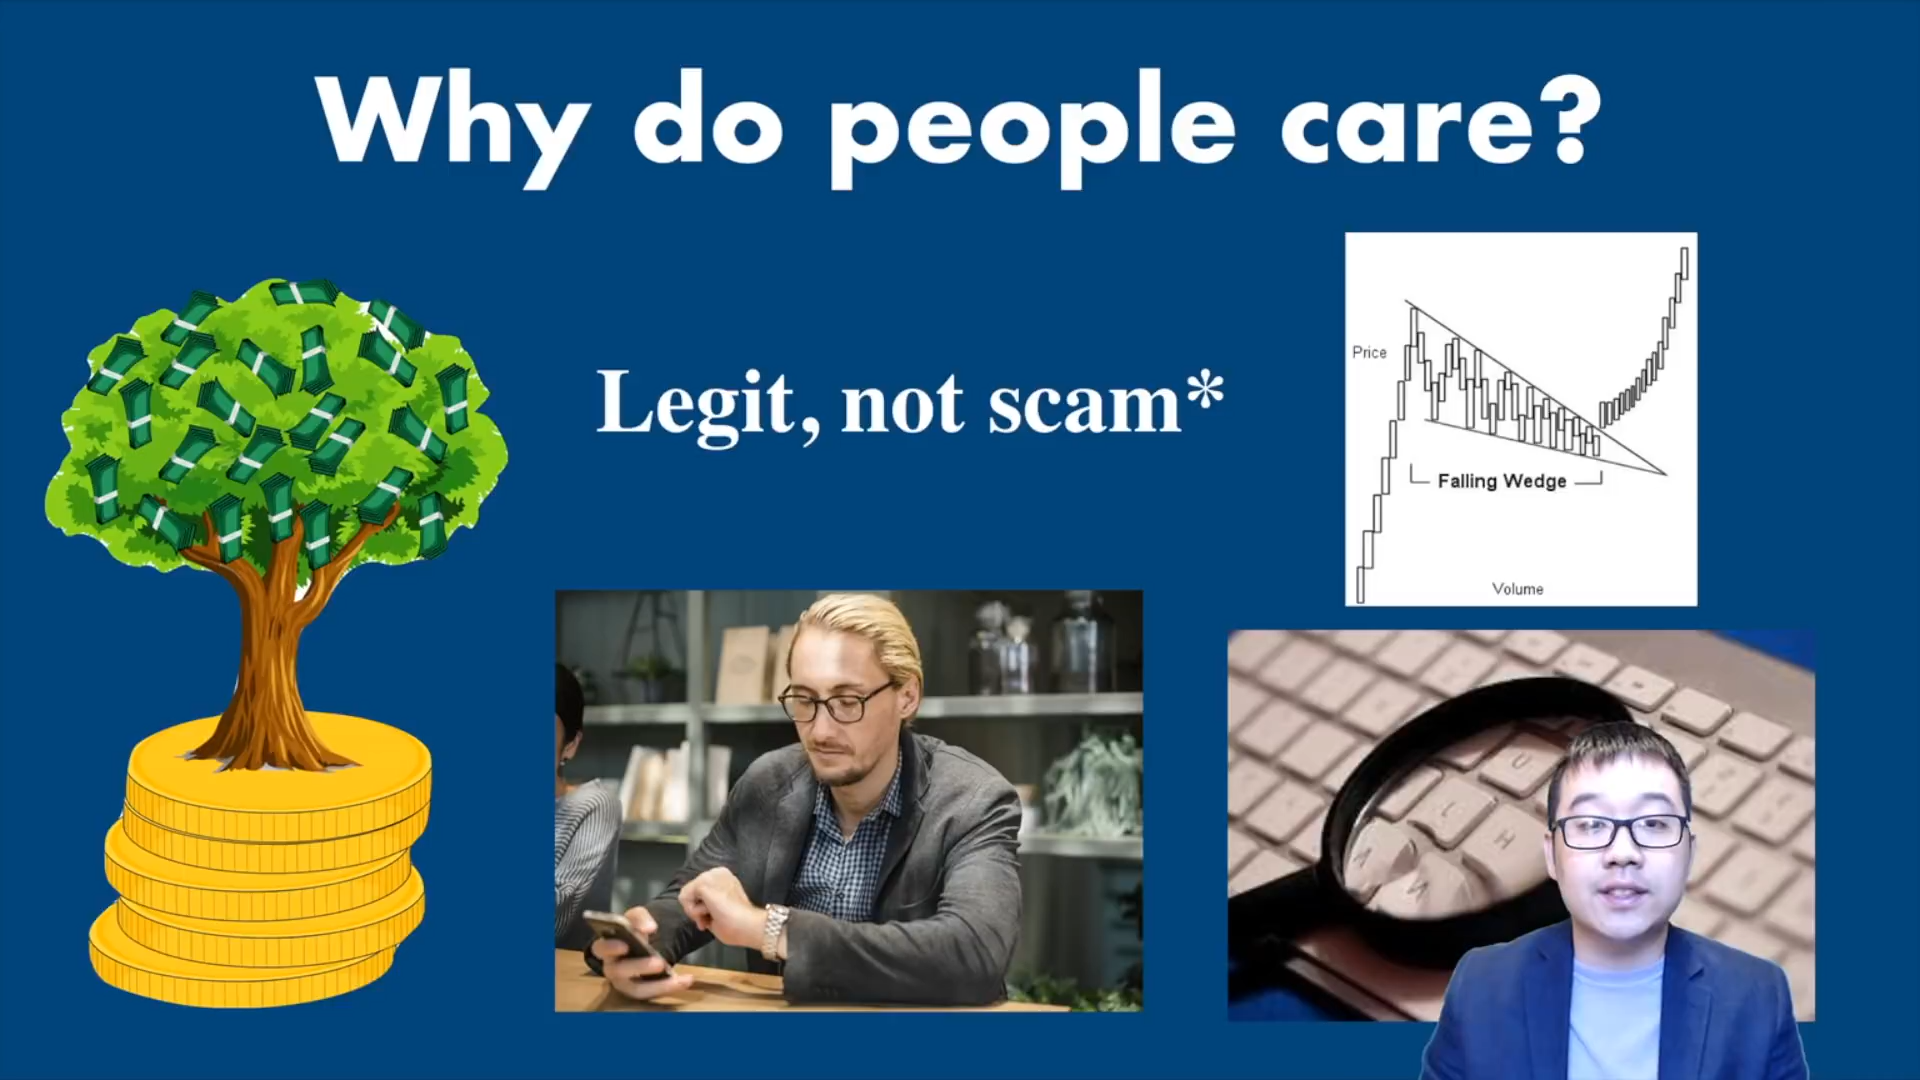 Why do people care?
Legit, not scam*
Price
Falling Wedge
Volume